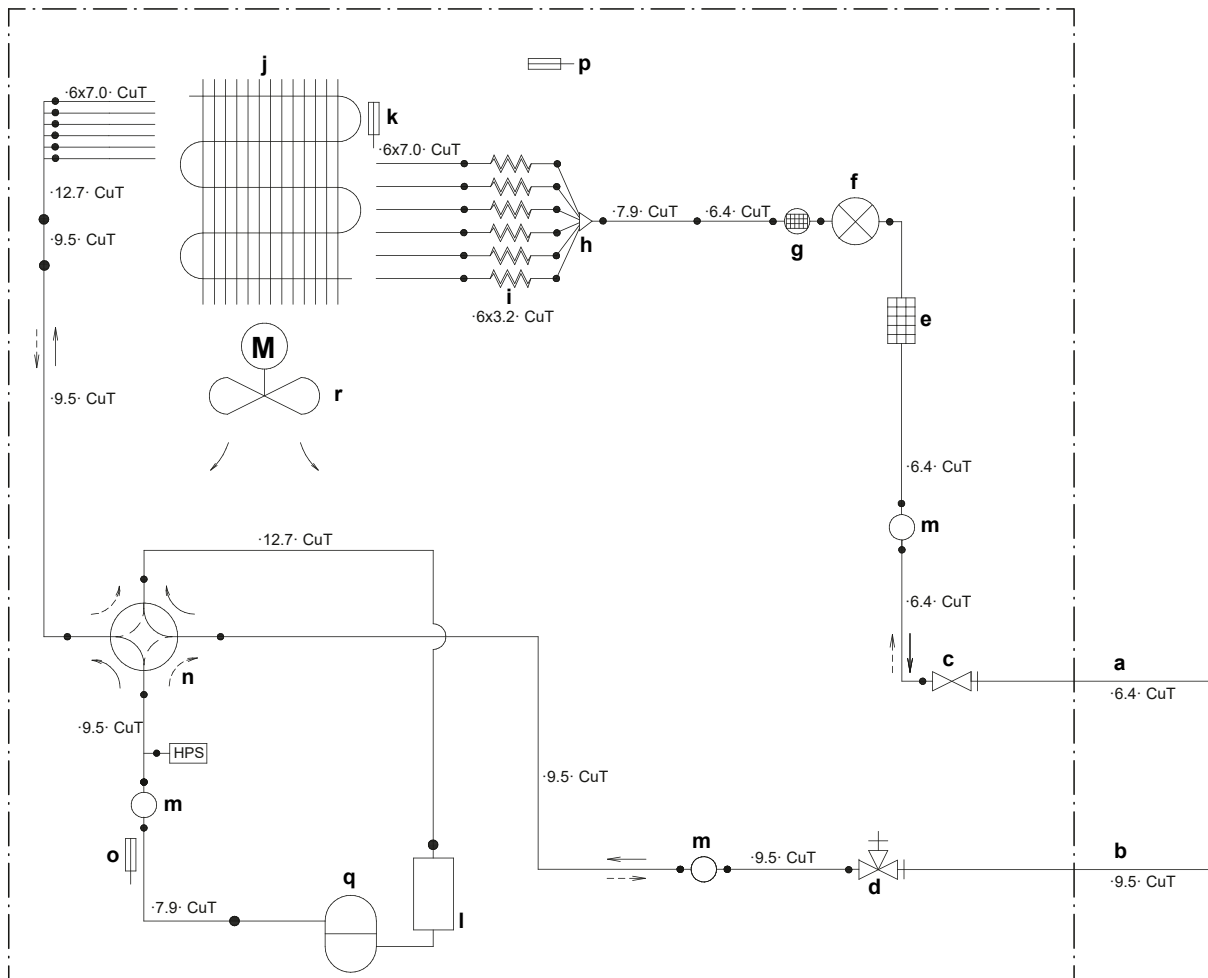 j
p
·6x7.0· CuT
k
·6x7.0· CuT
f
·12.7· CuT
·7.9· CuT
·6.4· CuT
h
·9.5· CuT
g
i
·6x3.2· CuT
e
M
r
·9.5· CuT
·6.4· CuT
m
·12.7· CuT
·6.4· CuT
c
a
n
·6.4· CuT
·9.5· CuT
HPS
·9.5· CuT
m
m
·9.5· CuT
b
o
q
d
·9.5· CuT
·7.9· CuT
l